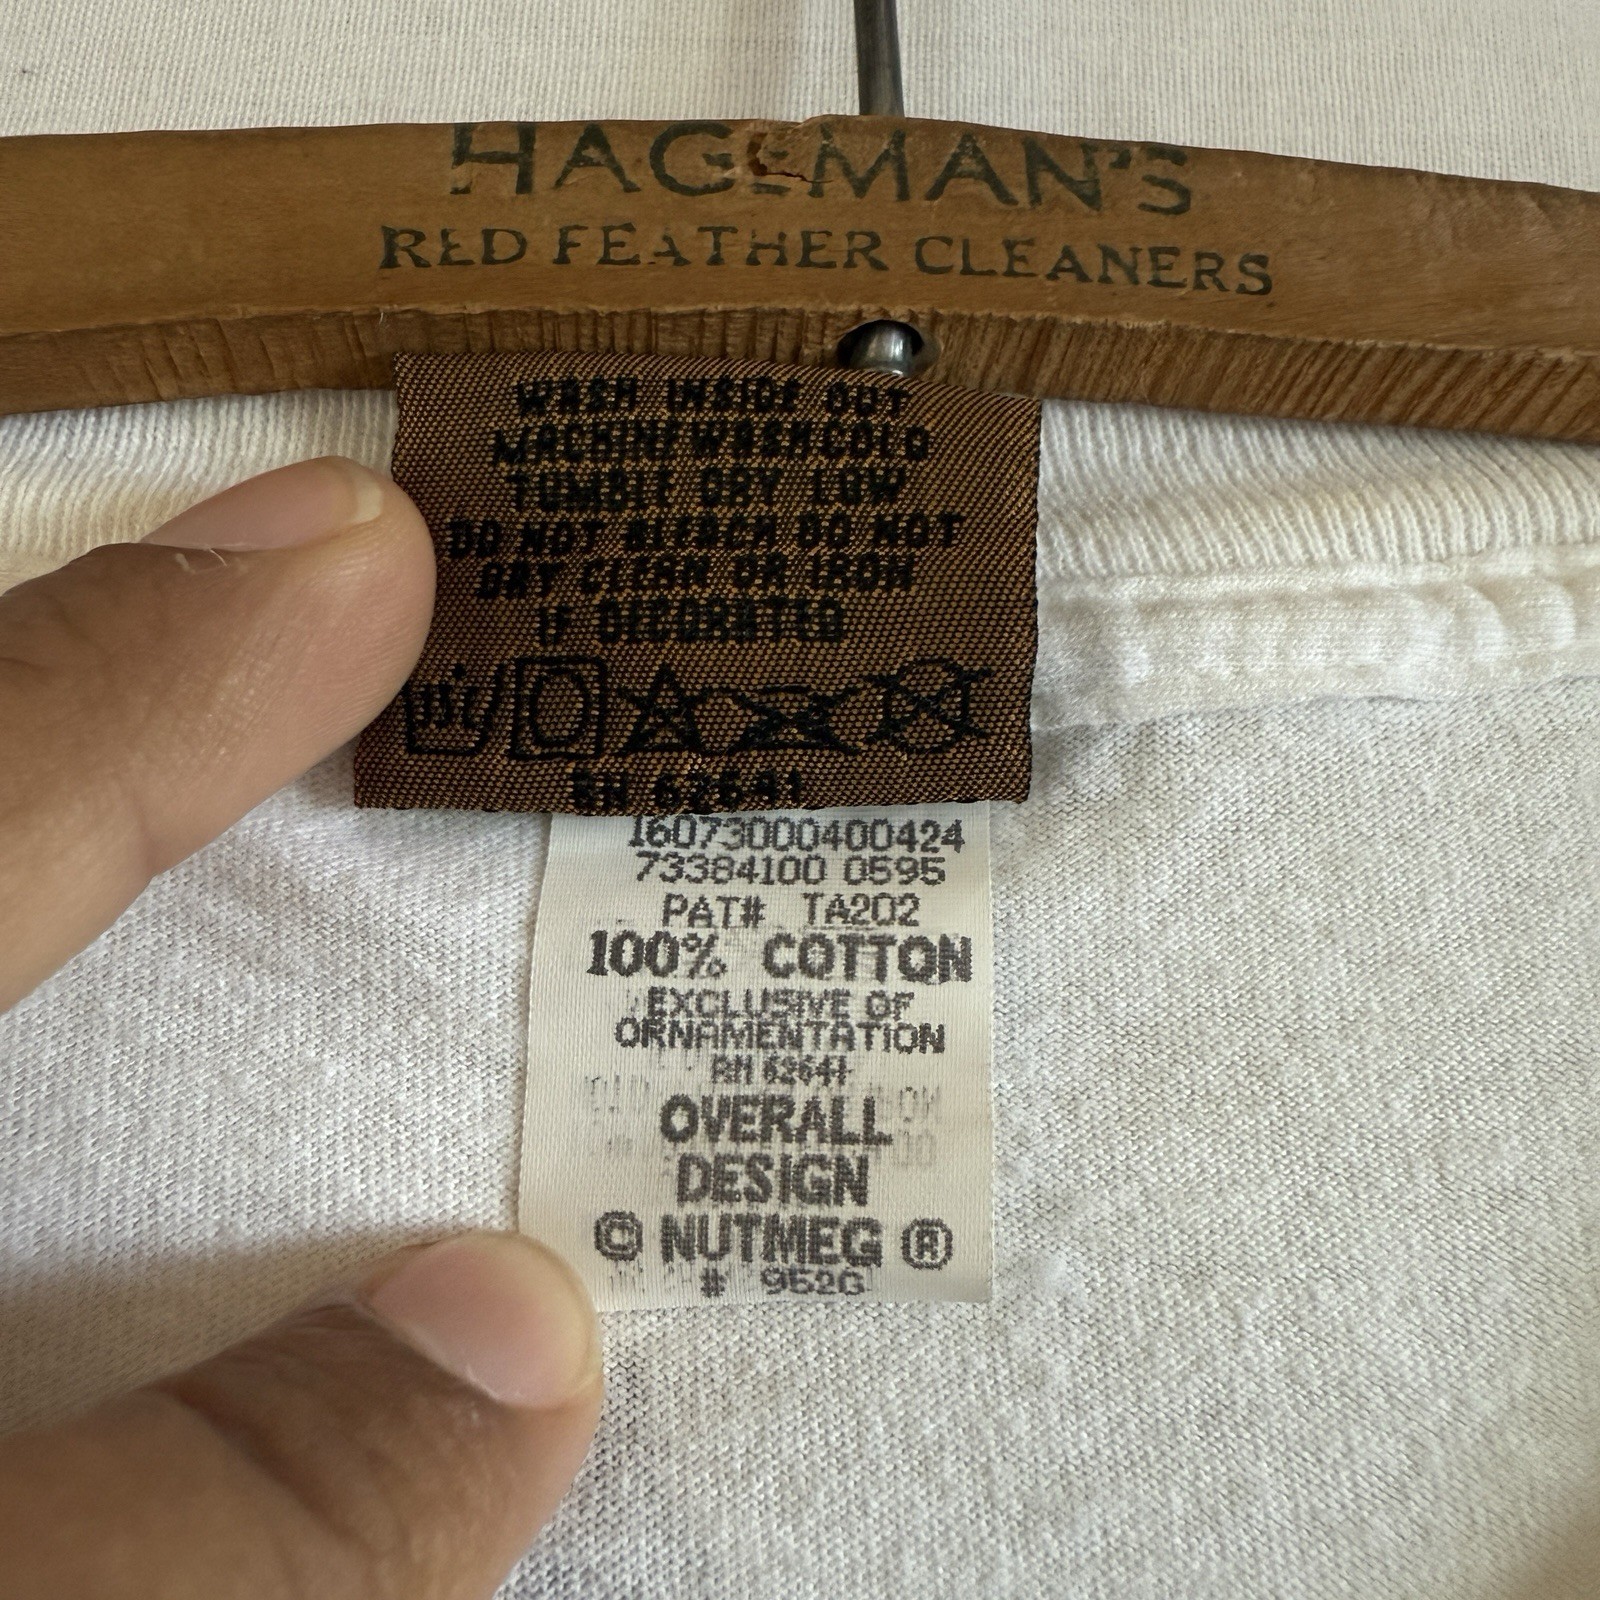 HAGEMAN'S
RED FEATHER CLEANERS
WASH INSIDE OUT
MACHINE WASH COLD
TUMBLE DRY LOW
DO NOT BLEACH DO NOT
DRY CLEAN OR IRON
IF DECORATED
RN 62641
16073000400424
73384100 0595
PAT# TA202
100% COTTON
EXCLUSIVE OF
ORNAMENTATION
RN 62641
OVERALL
DESIGN
© NUTMEG ®
# 952G